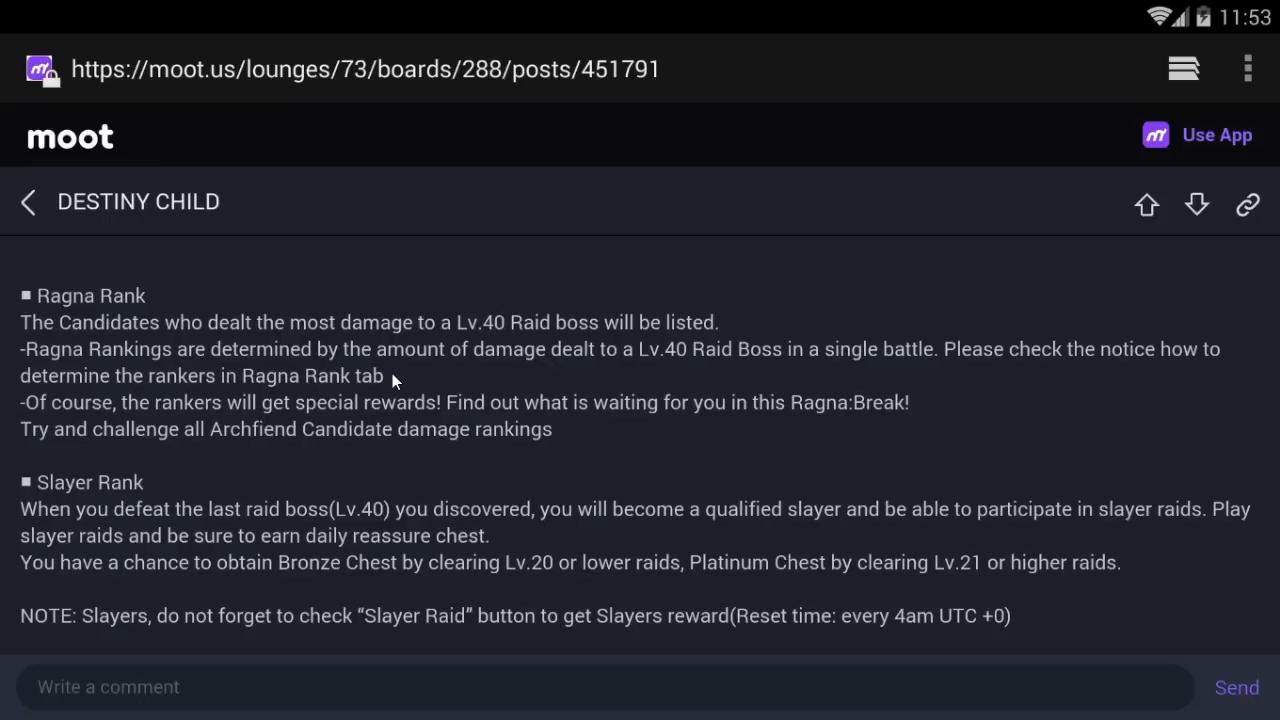 11:53
https://moot.us/lounges/73/boards/288/posts/451791
moot
Use App
DESTINY CHILD
■ Ragna Rank
The Candidates who dealt the most damage to a Lv.40 Raid boss will be listed.
-Ragna Rankings are determined by the amount of damage dealt to a Lv.40 Raid Boss in a single battle. Please check the notice how to
determine the rankers in Ragna Rank tab
-Of course, the rankers will get special rewards! Find out what is waiting for you in this Ragna:Break!
Try and challenge all Archfiend Candidate damage rankings
■ Slayer Rank
When you defeat the last raid boss(Lv.40) you discovered, you will become a qualified slayer and be able to participate in slayer raids. Play
slayer raids and be sure to earn daily reassure chest.
You have a chance to obtain Bronze Chest by clearing Lv.20 or lower raids, Platinum Chest by clearing Lv.21 or higher raids.
NOTE: Slayers, do not forget to check “Slayer Raid” button to get Slayers reward(Reset time: every 4am UTC +0)
Write a comment
Send